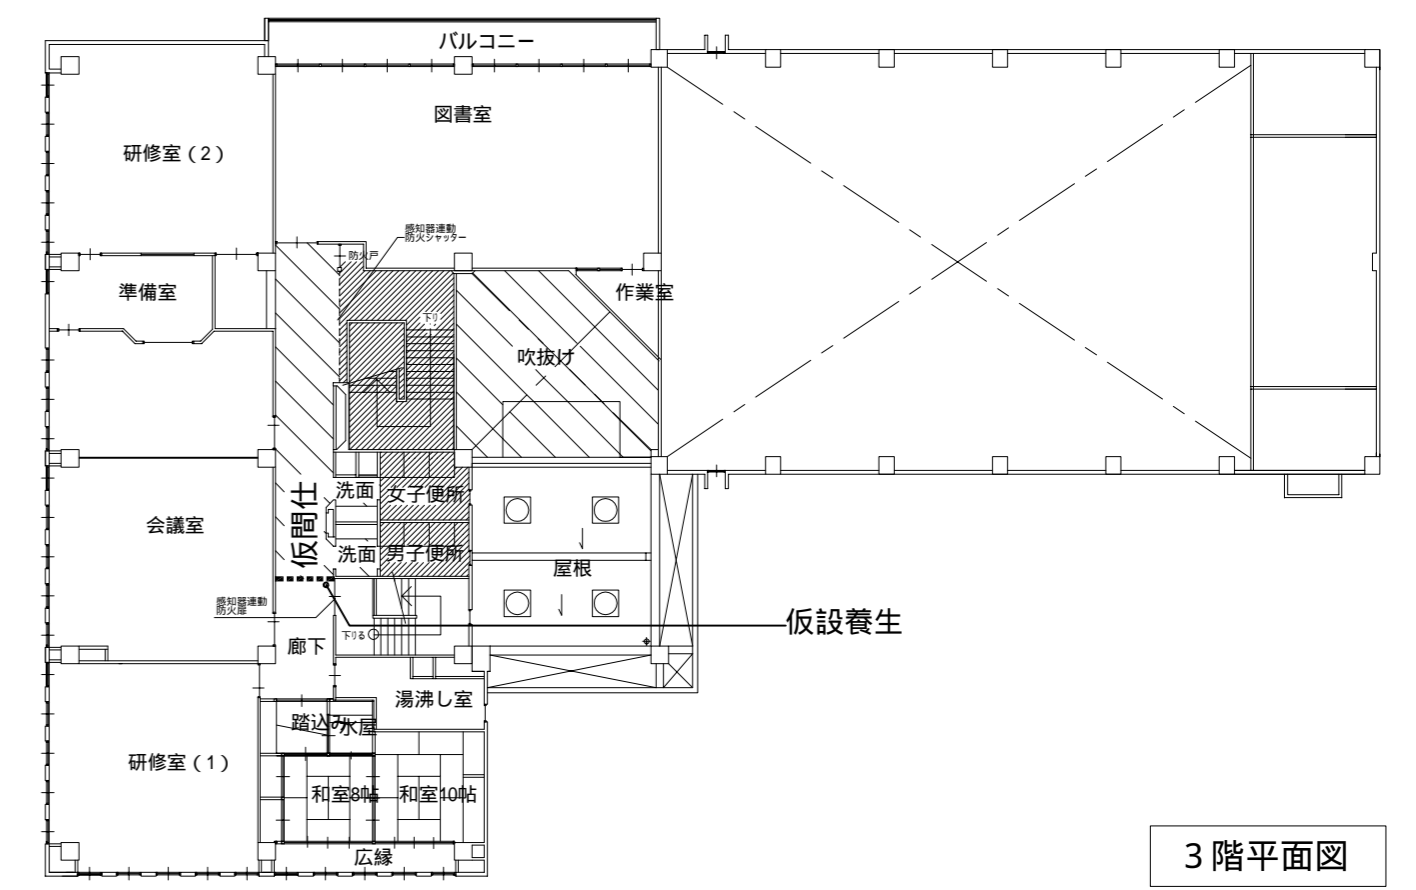 バルコニー
図書室
研修室（2）
感知器連動
防火シャッター
防火戸
準備室
作業室
下り
吹抜け
仮間仕
洗面
女子便所
会議室
洗面
男子便所
屋根
感知器連動
防火扉
仮設養生
下りる
廊下
湯沸し室
踏込み
水屋
研修室（1）
和室8帖
和室10帖
広縁
3階平面図